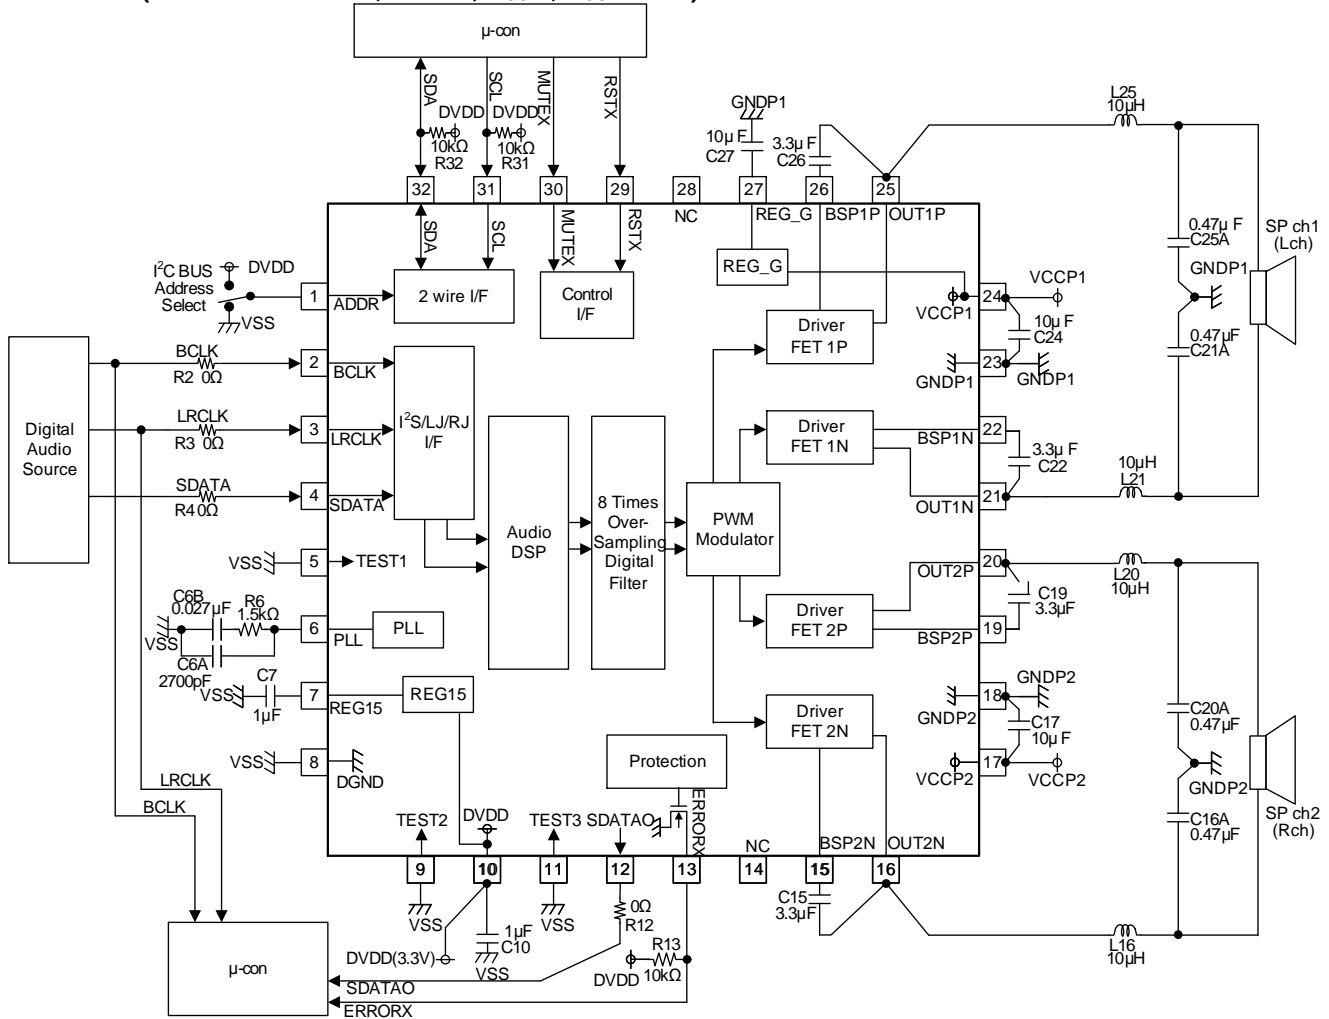 µ-con
SDA
SCL
MUTEX
RSTX
DVDD
DVDD
10kΩ
R32
10kΩ
R31
GNDP1
10µ F
C27
3.3µ F
C26
L25
10µH
32
31
30
29
28
27
26
25
NC
REG_G
BSP1P
OUT1P
SDA
SCL
MUTEX
RSTX
I²C BUS
Address
Select
DVDD
VSS
1
ADDR
2 wire I/F
Control
I/F
REG_G
VCCP1
24
VCCP1
10µ F
C24
Driver
FET 1P
23
GNDP1
GNDP1
0.47µ F
C25A
GNDP1
0.47µF
C21A
SP ch1
(Lch)
Digital
Audio
Source
BCLK
R2 0Ω
2
BCLK
LRCLK
R3 0Ω
3
LRCLK
SDATA
R4 0Ω
4
SDATA
I²S/LJ/RJ
I/F
Driver
FET 1N
22
BSP1N
3.3µ F
C22
21
OUT1N
10µH
L21
Audio
DSP
8 Times
Over-
Sampling
Digital
Filter
PWM
Modulator
VSS
5
TEST1
20
OUT2P
L20
10µH
C19
3.3µF
19
BSP2P
Driver
FET 2P
C6B
0.027µF
R6
1.5kΩ
6
PLL
PLL
VSS
C6A
2700pF
VSS
C7
1µF
7
REG15
REG15
18
GNDP2
GNDP2
C17
10µ F
17
VCCP2
VCCP2
Driver
FET 2N
C20A
0.47µF
GNDP2
C16A
0.47µF
SP ch2
(Rch)
VSS
8
DGND
Protection
ERRORX
LRCLK
BCLK
TEST2
DVDD
TEST3
SDATAO
NC
BSP2N
OUT2N
9
10
11
12
13
14
15
16
VSS
1µF
C10
VSS
VSS
DVDD(3.3V)
0Ω
R12
R13
10kΩ
DVDD
C15
3.3µF
L16
10µH
µ-con
SDATAO
ERRORX